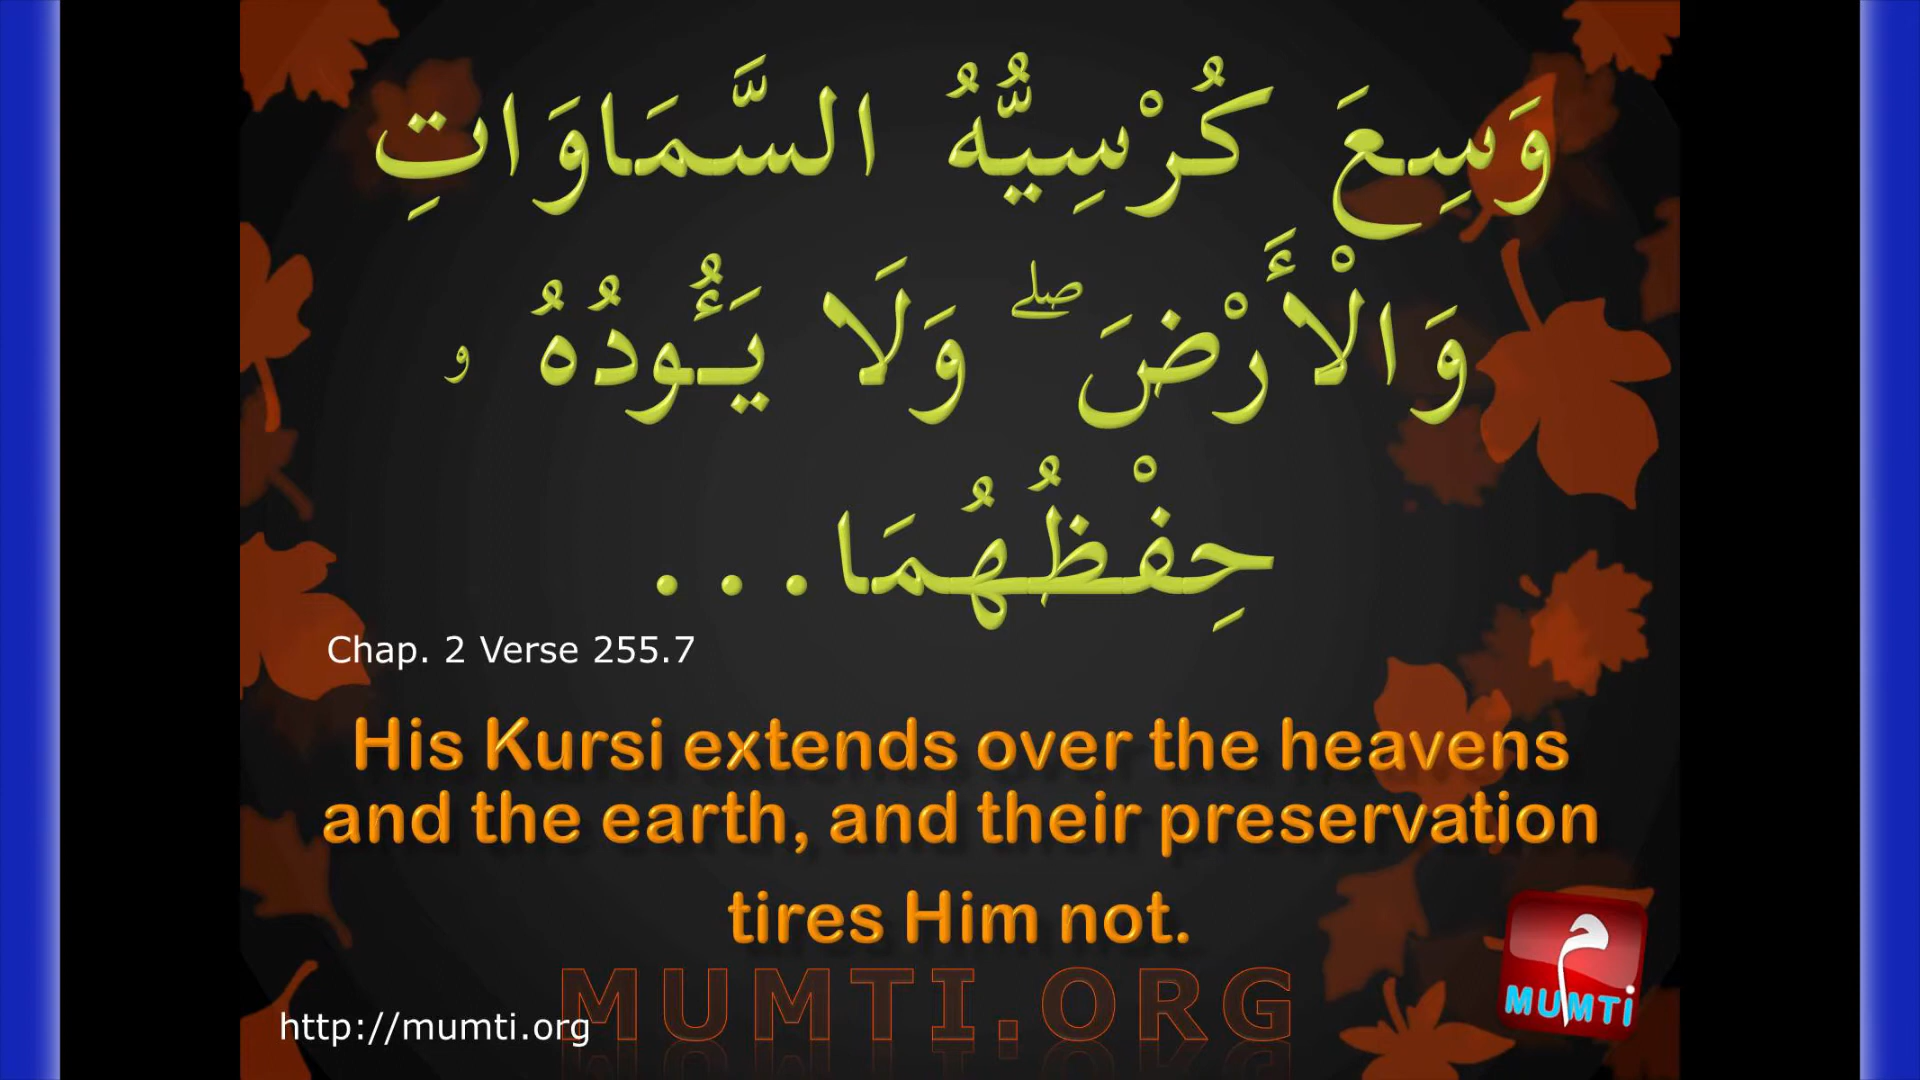 وَسِعَ كُرْسِيُّهُ السَّمَاوَاتِ
وَالْأَرْضَ ۖ وَلَا يَـُٔودُهُ ۥ
حِفْظُهُمَا...
Chap. 2 Verse 255.7
His Kursi extends over the heavens
and the earth, and their preservation
tires Him not.
MUMTI.ORG
http://mumti.org
م
MUMTi